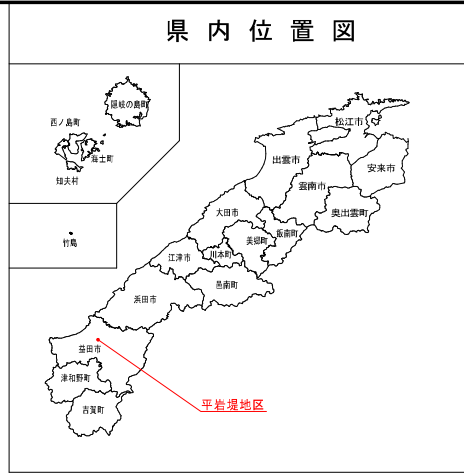 県内位置図
隠岐の島町
西ノ島町
海士町
知夫村
竹島
松江市
出雲市
安来市
雲南市
奥出雲町
大田市
飯南町
美郷町
川本町
江津市
邑南町
浜田市
益田市
津和野町
吉賀町
平岩堤地区